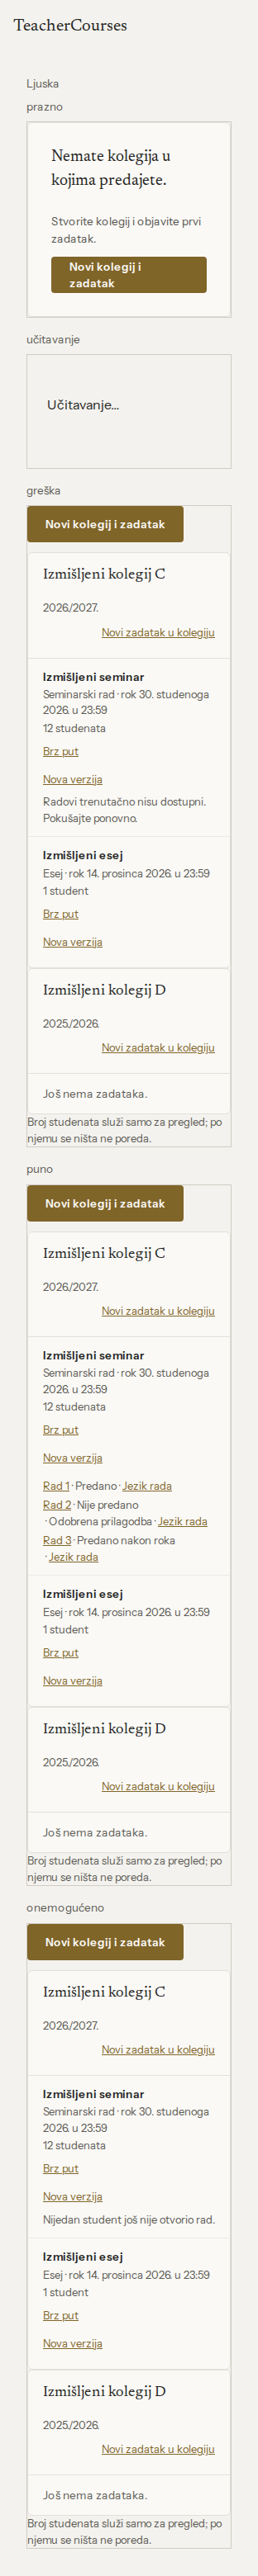 TeacherCourses
Ljuska
prazno
Nemate kolegija u
kojima predajete.
Stvorite kolegij i objavite prvi
zadatak.
Novi kolegij i
zadatak
učitavanje
Učitavanje…
greška
Novi kolegij i zadatak
Izmišljeni kolegij C
2026./2027.
Novi zadatak u kolegiju
Izmišljeni seminar
Seminarski rad · rok 30. studenoga
2026. u 23:59
12 studenata
Brz put
Nova verzija
Radovi trenutačno nisu dostupni.
Pokušajte ponovno.
Izmišljeni esej
Esej · rok 14. prosinca 2026. u 23:59
1 student
Brz put
Nova verzija
Izmišljeni kolegij D
2025./2026.
Novi zadatak u kolegiju
Još nema zadataka.
Broj studenata služi samo za pregled; po
njemu se ništa ne poreda.
puno
Novi kolegij i zadatak
Izmišljeni kolegij C
2026./2027.
Novi zadatak u kolegiju
Izmišljeni seminar
Seminarski rad · rok 30. studenoga
2026. u 23:59
12 studenata
Brz put
Nova verzija
Rad 1 · Predano · Jezik rada
Rad 2 · Nije predano
· Odobrena prilagodba · Jezik rada
Rad 3 · Predano nakon roka
· Jezik rada
Izmišljeni esej
Esej · rok 14. prosinca 2026. u 23:59
1 student
Brz put
Nova verzija
Izmišljeni kolegij D
2025./2026.
Novi zadatak u kolegiju
Još nema zadataka.
Broj studenata služi samo za pregled; po
njemu se ništa ne poreda.
onemogućeno
Novi kolegij i zadatak
Izmišljeni kolegij C
2026./2027.
Novi zadatak u kolegiju
Izmišljeni seminar
Seminarski rad · rok 30. studenoga
2026. u 23:59
12 studenata
Brz put
Nova verzija
Nijedan student još nije otvorio rad.
Izmišljeni esej
Esej · rok 14. prosinca 2026. u 23:59
1 student
Brz put
Nova verzija
Izmišljeni kolegij D
2025./2026.
Novi zadatak u kolegiju
Još nema zadataka.
Broj studenata služi samo za pregled; po
njemu se ništa ne poreda.